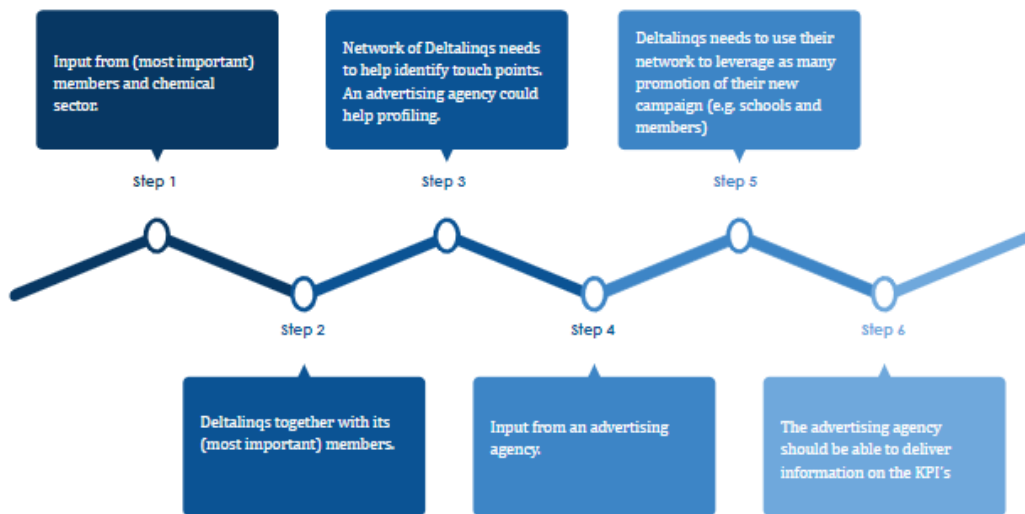 Input from (most important)
members and chemical
sector.
Step 1
Network of Deltalinqs needs
to help identify touch points.
An advertising agency could
help profiling.
Step 3
Deltalinqs needs to use their
network to leverage as many
promotion of their new
campaign (e.g. schools and
members)
Step 5
Step 2
Deltalinqs together with its
(most important) members.
Step 4
Input from an advertising
agency.
Step 6
The advertising agency
should be able to deliver
information on the KPI's